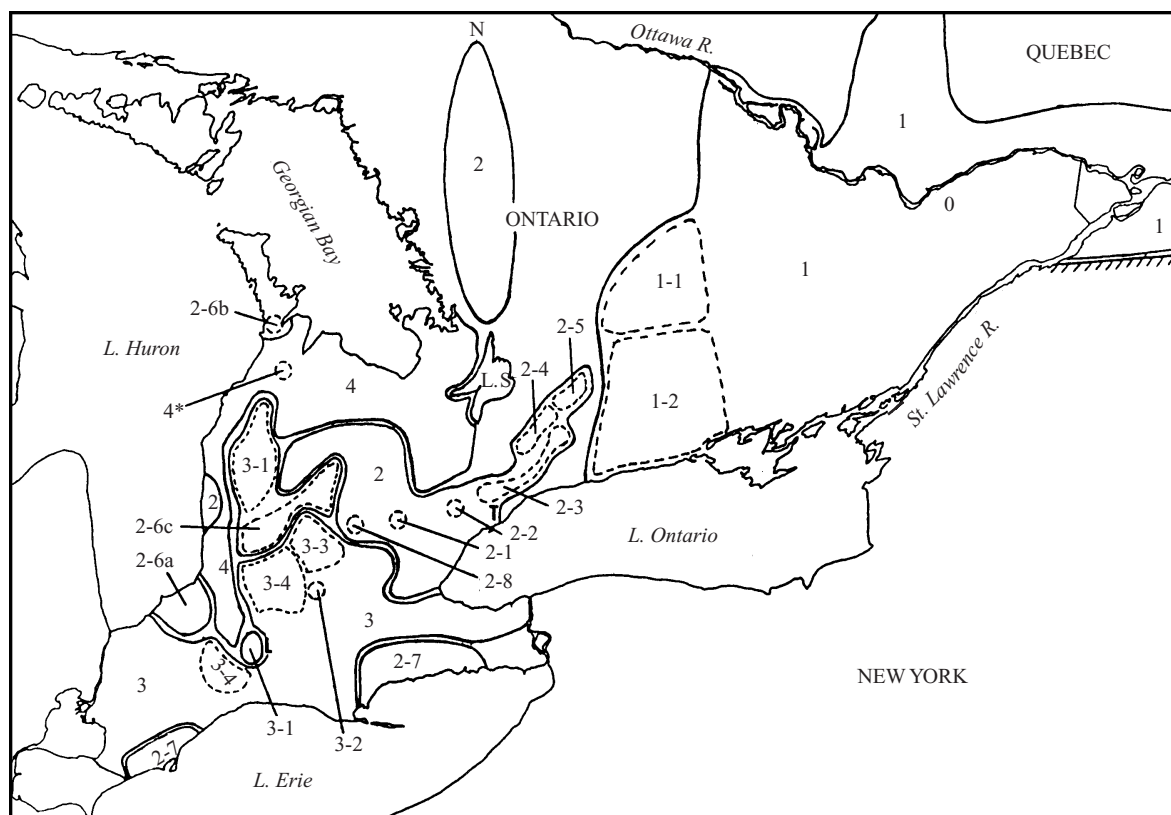 N
Ottawa R.
QUEBEC
1
2
Georgian Bay
ONTARIO
0
1
1
1-1
2-6b
2-5
L. Huron
2-4
L.S.
4
St. Lawrence R.
4*
1-2
3-1
2
2
T
2-3
2-6c
2-2
3-3
2-1
L. Ontario
2-6a
4
2-8
3-4
3
L
3-4
2-7
NEW YORK
3
3-1
3-2
2-7
L. Erie